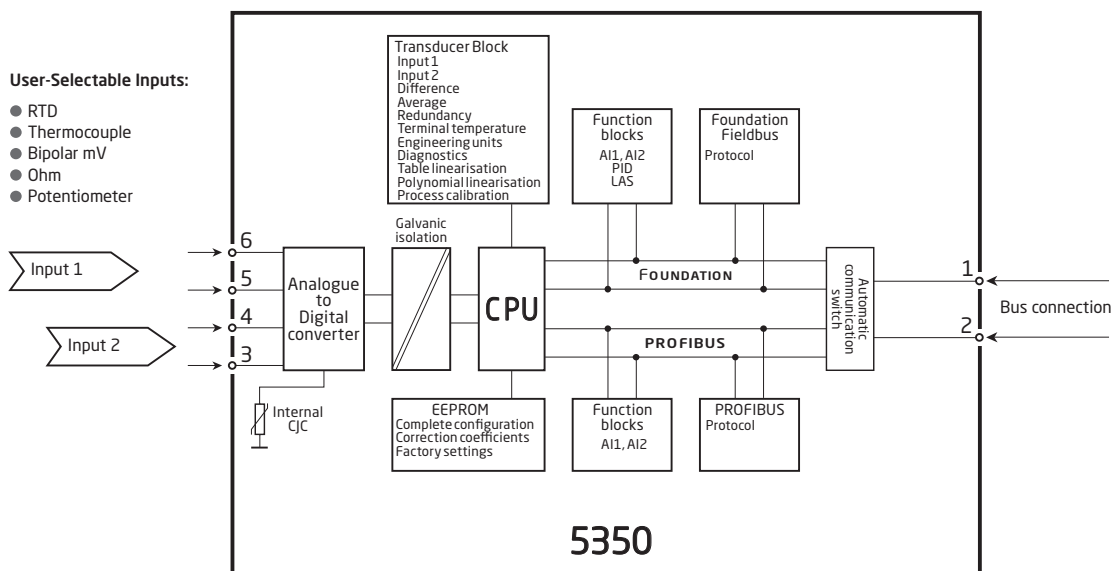 User-Selectable Inputs:
RTD
Thermocouple
Bipolar mV
Ohm
Potentiometer
Input 1
Input 2
6
5
4
3
Analogue
to
Digital
converter
Internal
CJC
Galvanic
isolation
Transducer Block
Input 1
Input 2
Difference
Average
Redundancy
Terminal temperature
Engineering units
Diagnostics
Table linearisation
Polynomial linearisation
Process calibration
CPU
EEPROM
Complete configuration
Correction coefficients
Factory settings
Function
blocks
AI1, AI2
PID
LAS
Foundation
Fieldbus
Protocol
FOUNDATION
PROFIBUS
Function
blocks
AI1, AI2
PROFIBUS
Protocol
Automatic
communication
switch
1
2
Bus connection
5350